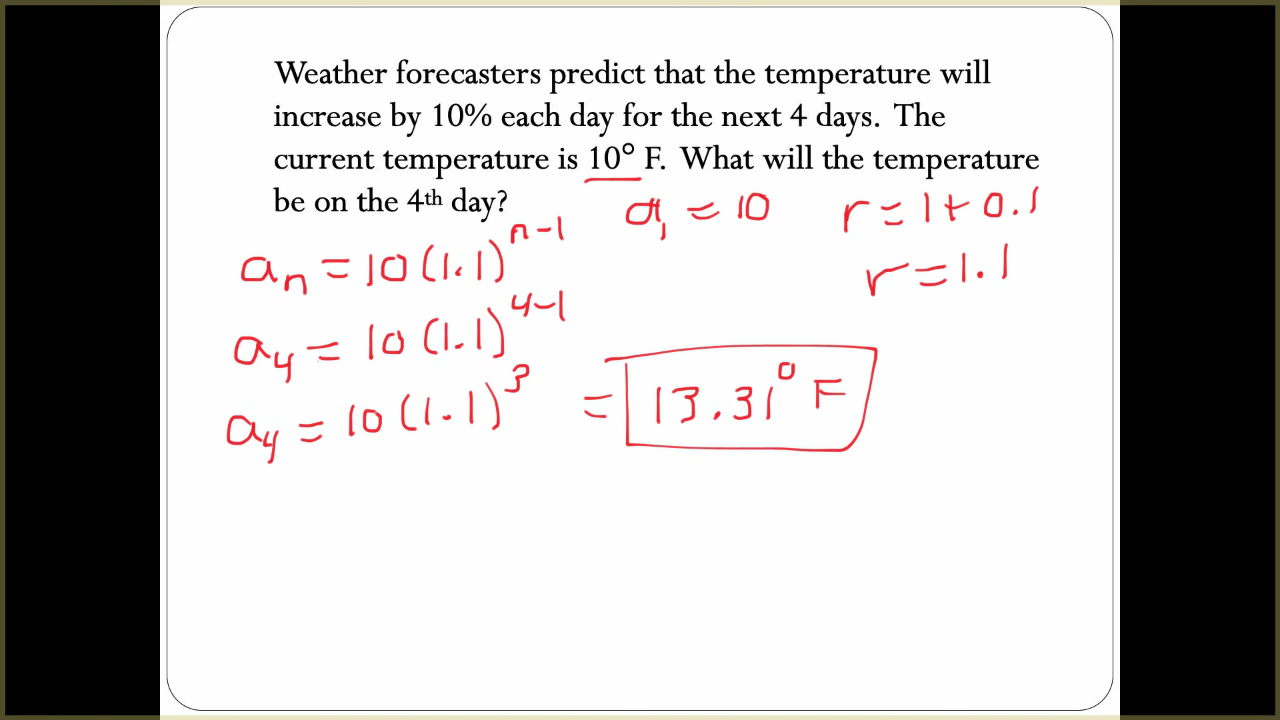 Weather forecasters predict that the temperature will
increase by 10% each day for the next 4 days. The
current temperature is 10° F. What will the temperature
be on the 4th day?
a₁ = 10
r = 1 + 0.1
r = 1.1
aₙ = 10(1.1)ⁿ⁻¹
a₄ = 10(1.1)⁴⁻¹
a₄ = 10(1.1)³ = 13.31° F